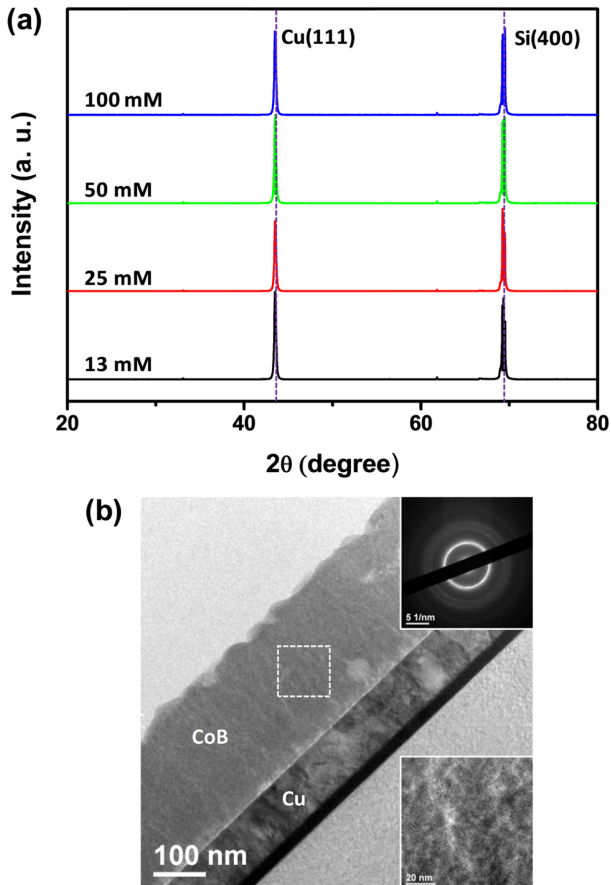 (a)
Cu(111)
Si(400)
100 mM
50 mM
25 mM
13 mM
Intensity (a. u.)
20
40
60
80
2θ (degree)
(b)
5 1/nm
CoB
Cu
100 nm
20 nm